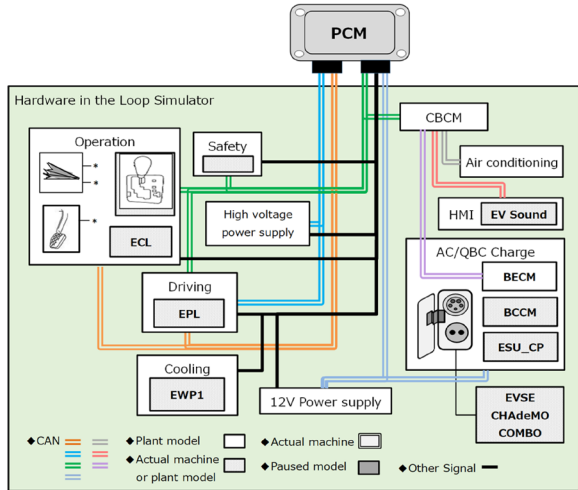 PCM
Hardware in the Loop Simulator
Operation
*
*
*
ECL
Safety
CBCM
Air conditioning
HMI
EV Sound
High voltage
power supply
AC/QBC Charge
BECM
BCCM
ESU_CP
Driving
EPL
Cooling
EWP1
12V Power supply
EVSE
CHAdeMO
COMBO
◆CAN
◆Plant model
◆Actual machine
or plant model
◆Actual machine
◆Paused model
◆Other Signal